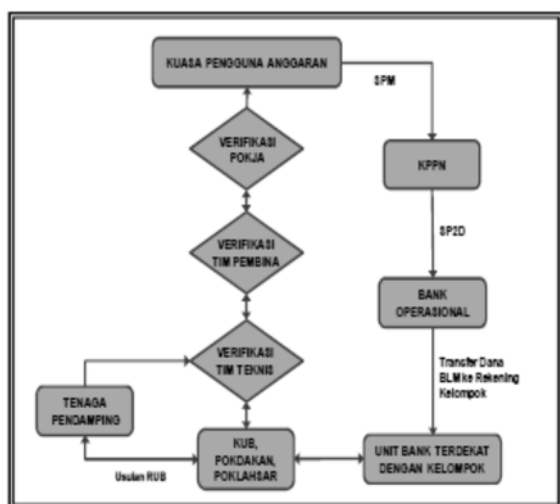 KUASA PENGGUNA ANGGARAN
SPM
VERIFIKASI
POKJA
KPPN
SP2D
VERIFIKASI
TIM PEMBINA
BANK
OPERASIONAL
VERIFIKASI
TIM TEKNIS
Transfer Dana
BLM ke Rekening
Kelompok
TENAGA
PENDAMPING
Usulan RUB
KUB,
POKDAKAN,
POKLAHSAR
UNIT BANK TERDEKAT
DENGAN KELOMPOK